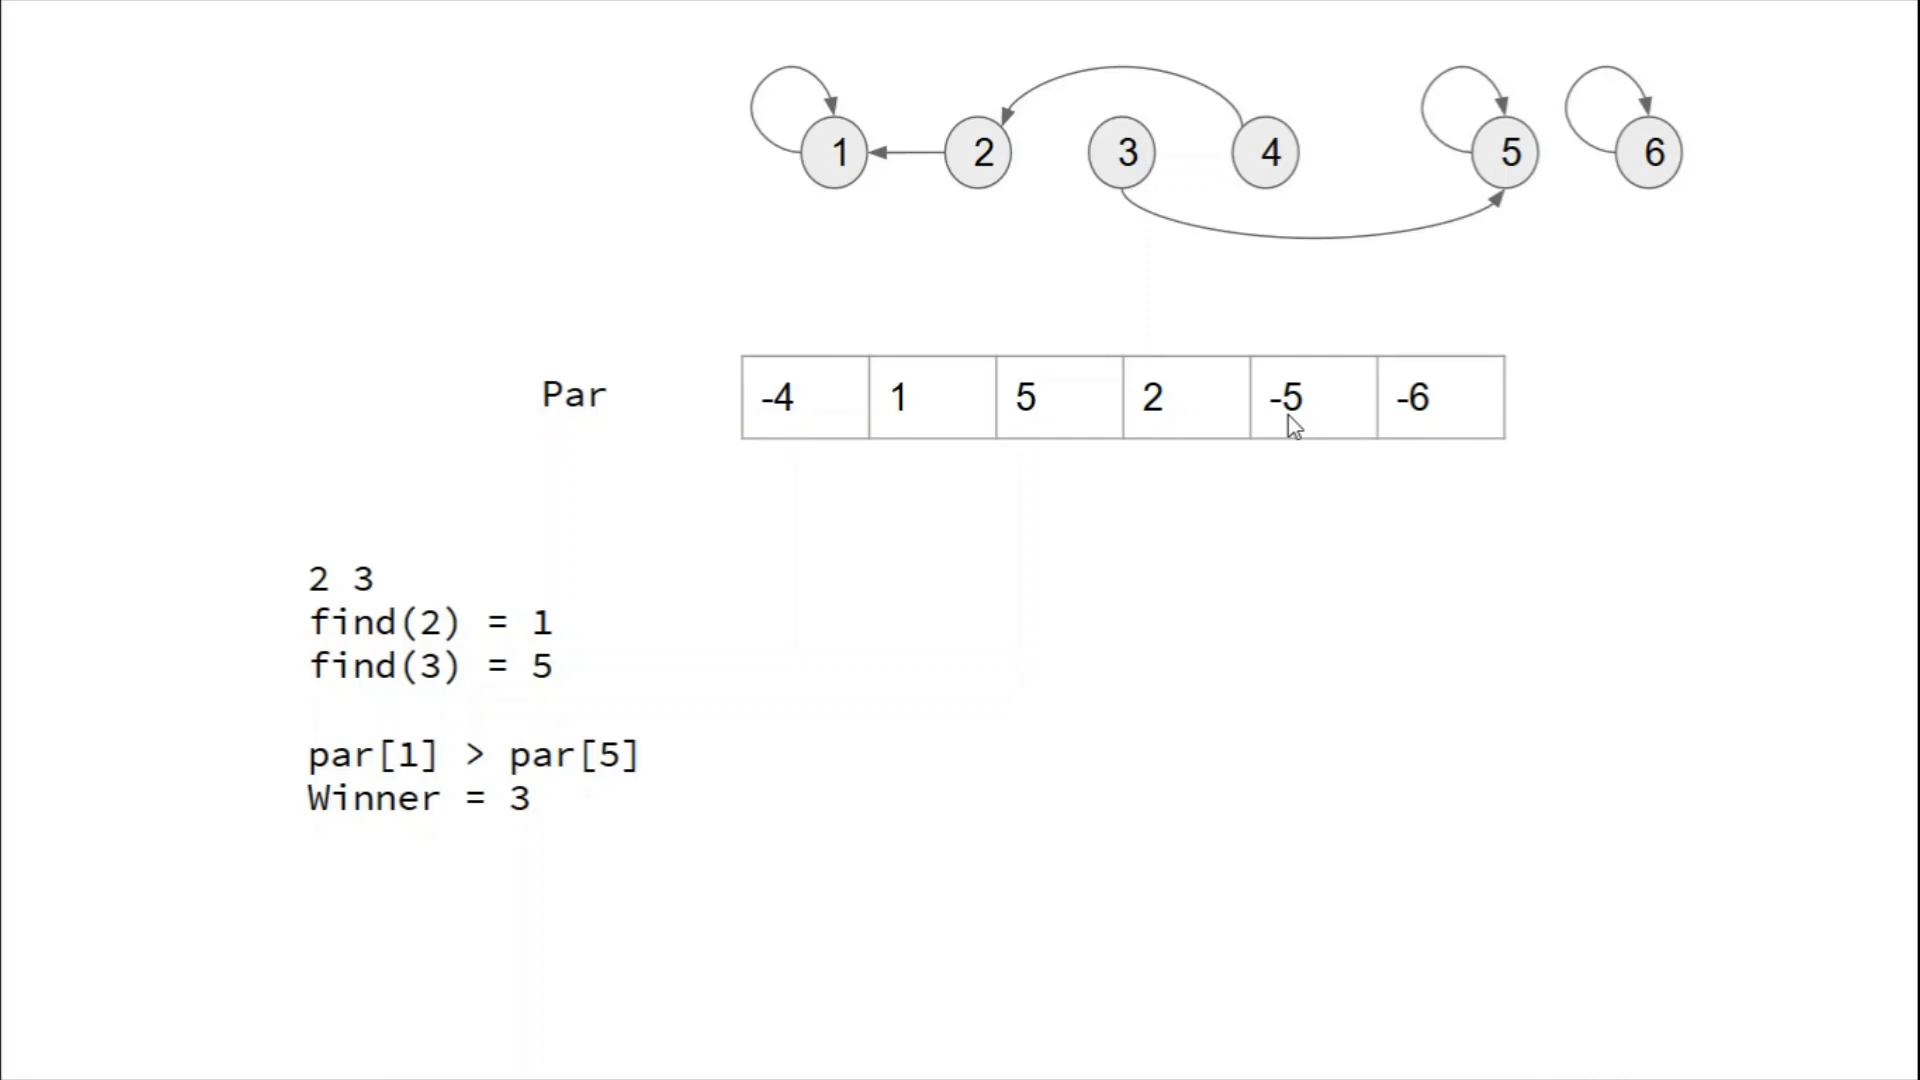 1 2 3 4 5 6
Par -4 1 5 2 -5 -6
2 3
find(2) = 1
find(3) = 5
par[1] > par[5]
Winner = 3